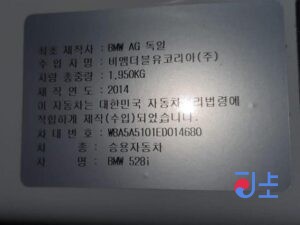 최초 제작사 : BMW AG 독일
수 입 자 명 : 비엠더블유코리아(주)
차량 총중량 : 1,950KG
제 작 연 도 : 2014
이 자동차는 대한민국 자동차관리법령에
적합하게 제작(수입)되었습니다.
차 대 번 호 : WBA5A5101ED014680
차 종 : 승용자동차
차 명 : BMW 528i